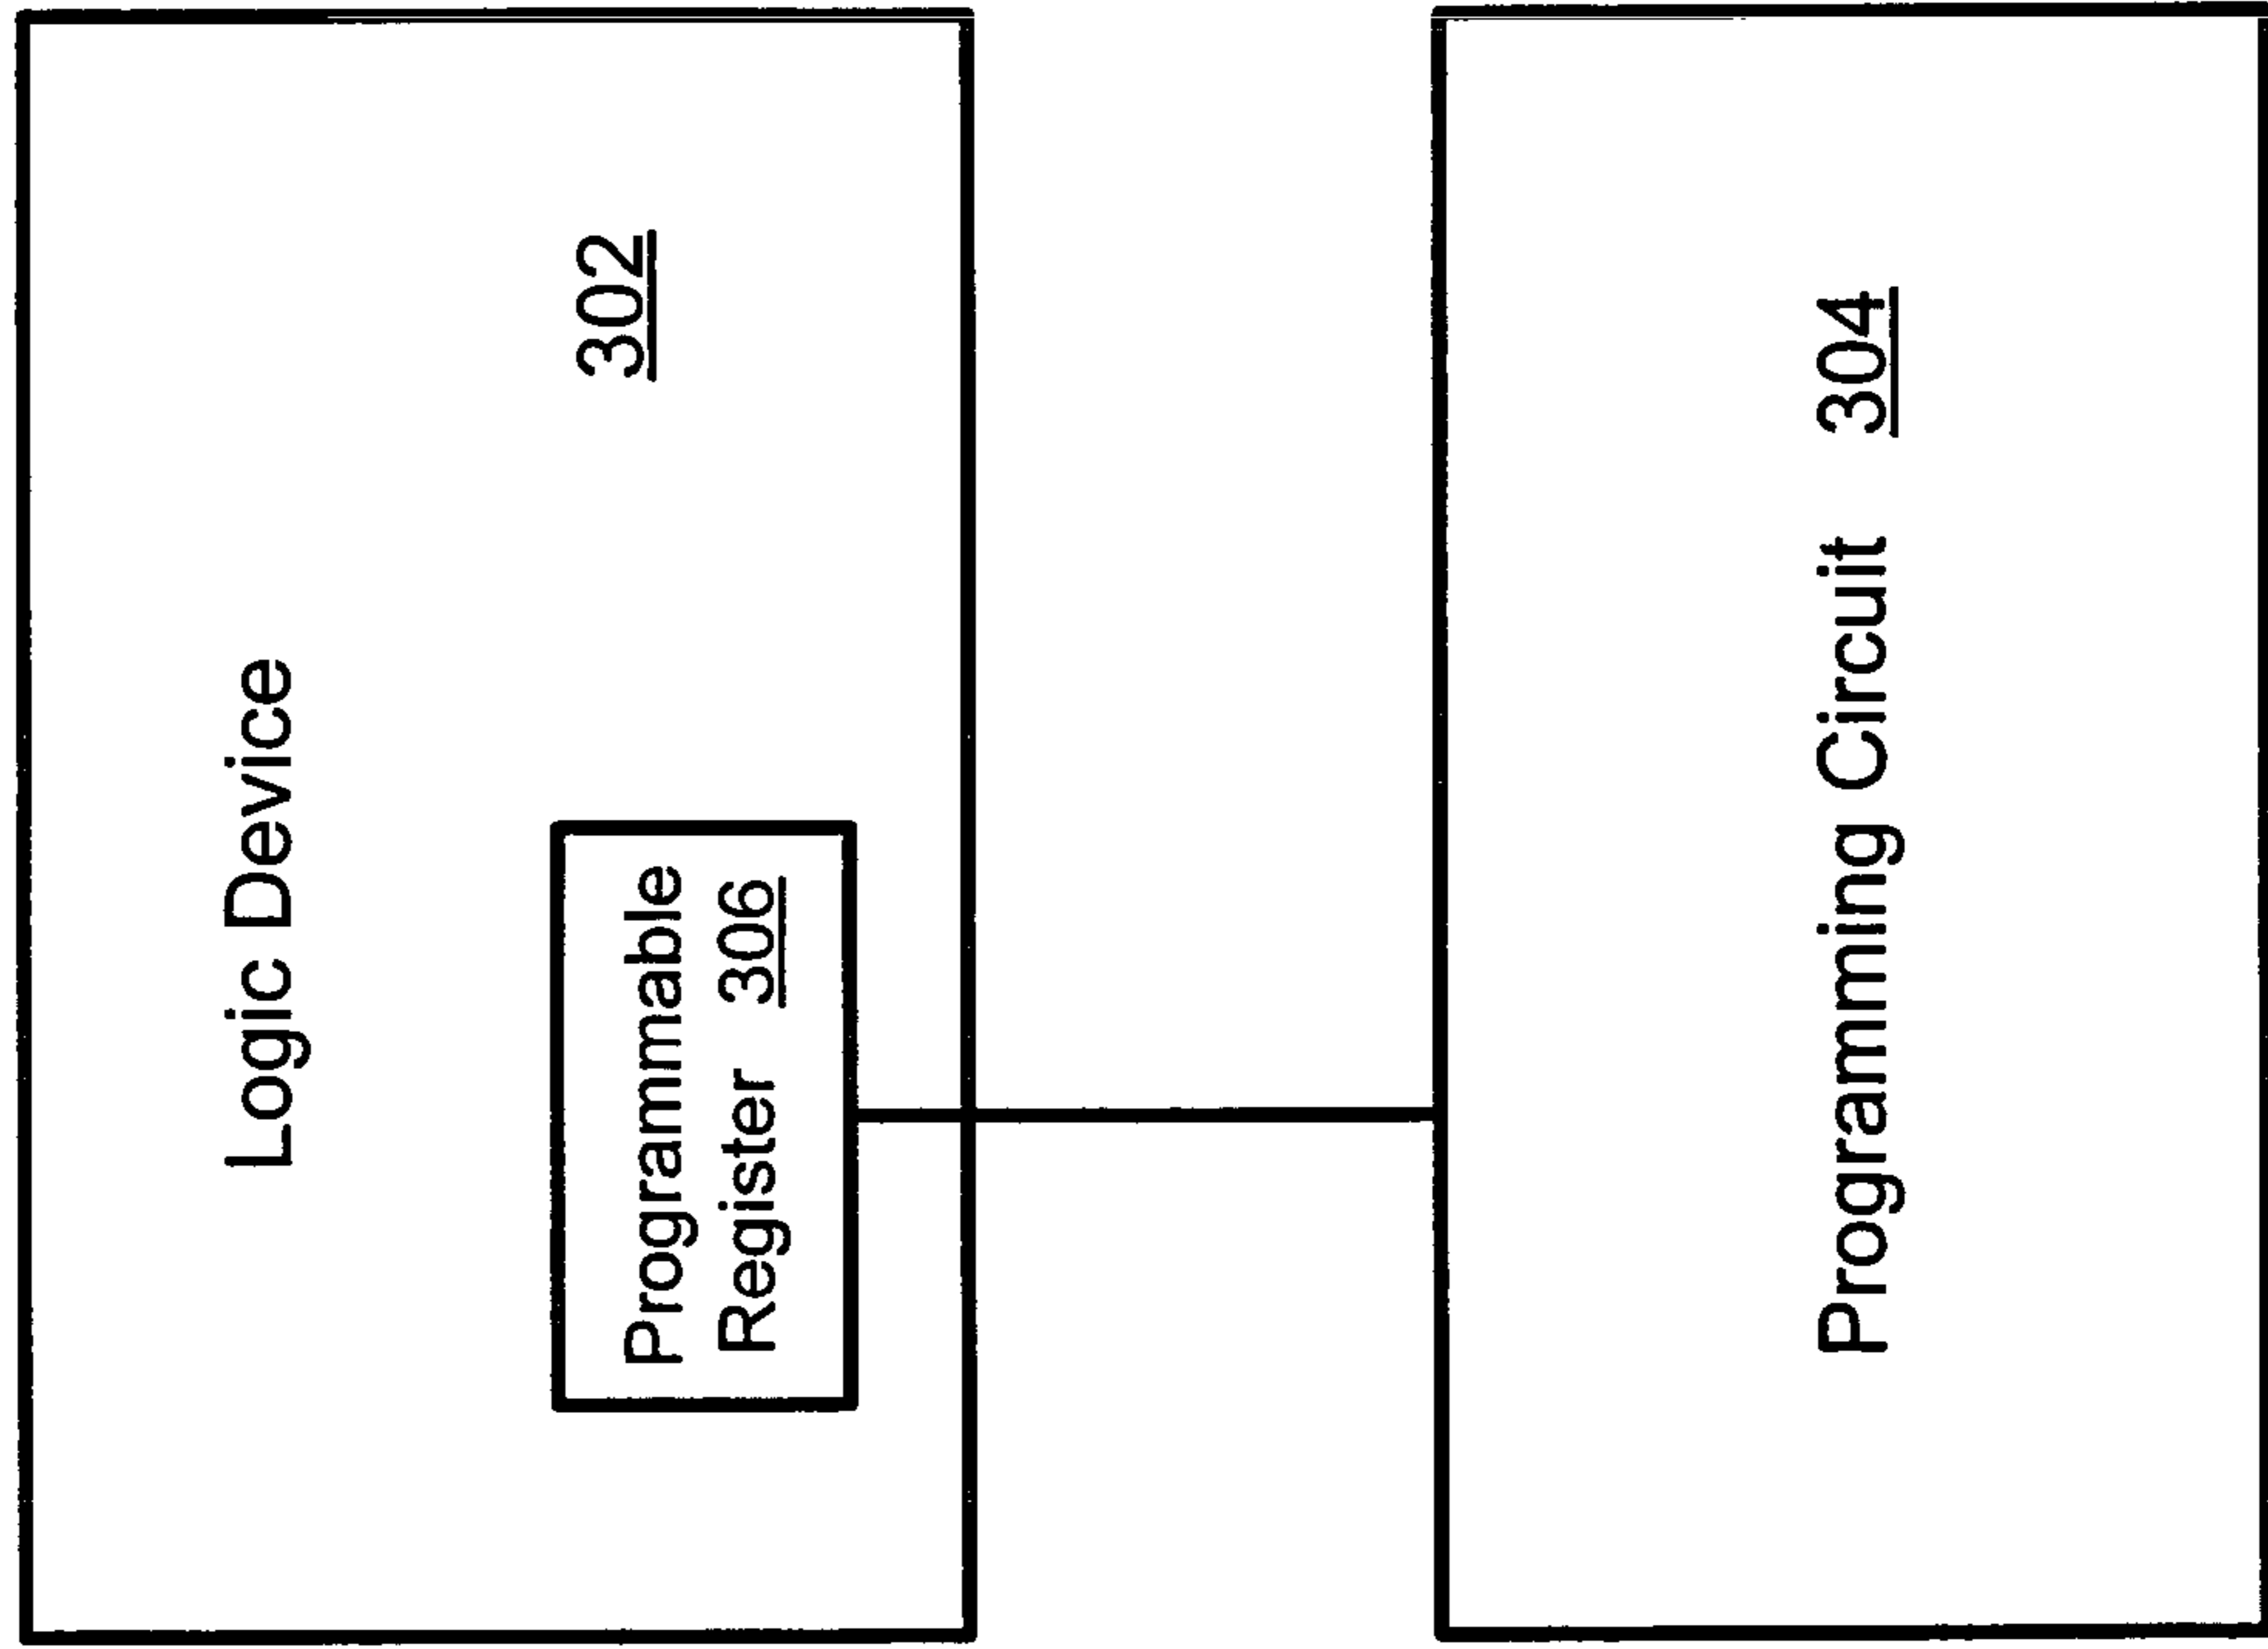 Logic Device
302
Programmable
Register 306
Programming Circuit 304